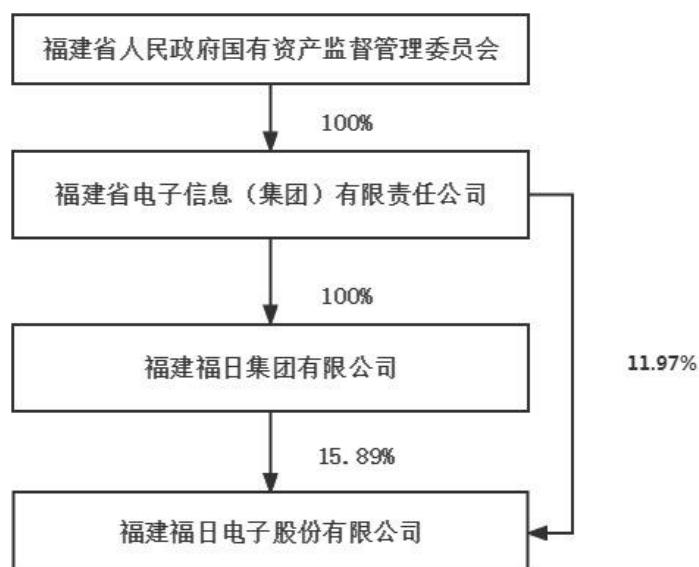 福建省人民政府国有资产监督管理委员会
100%
福建省电子信息（集团）有限责任公司
100%
福建福日集团有限公司
11.97%
15.89%
福建福日电子股份有限公司